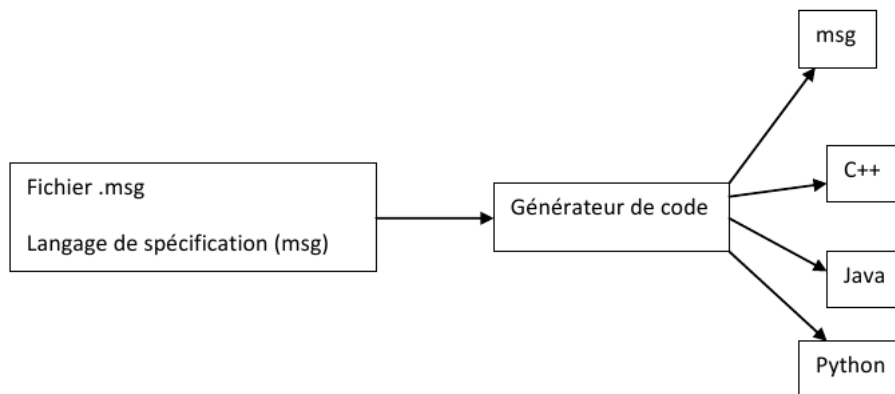 msg
Fichier .msg
Langage de spécification (msg)
Générateur de code
C++
Java
Python